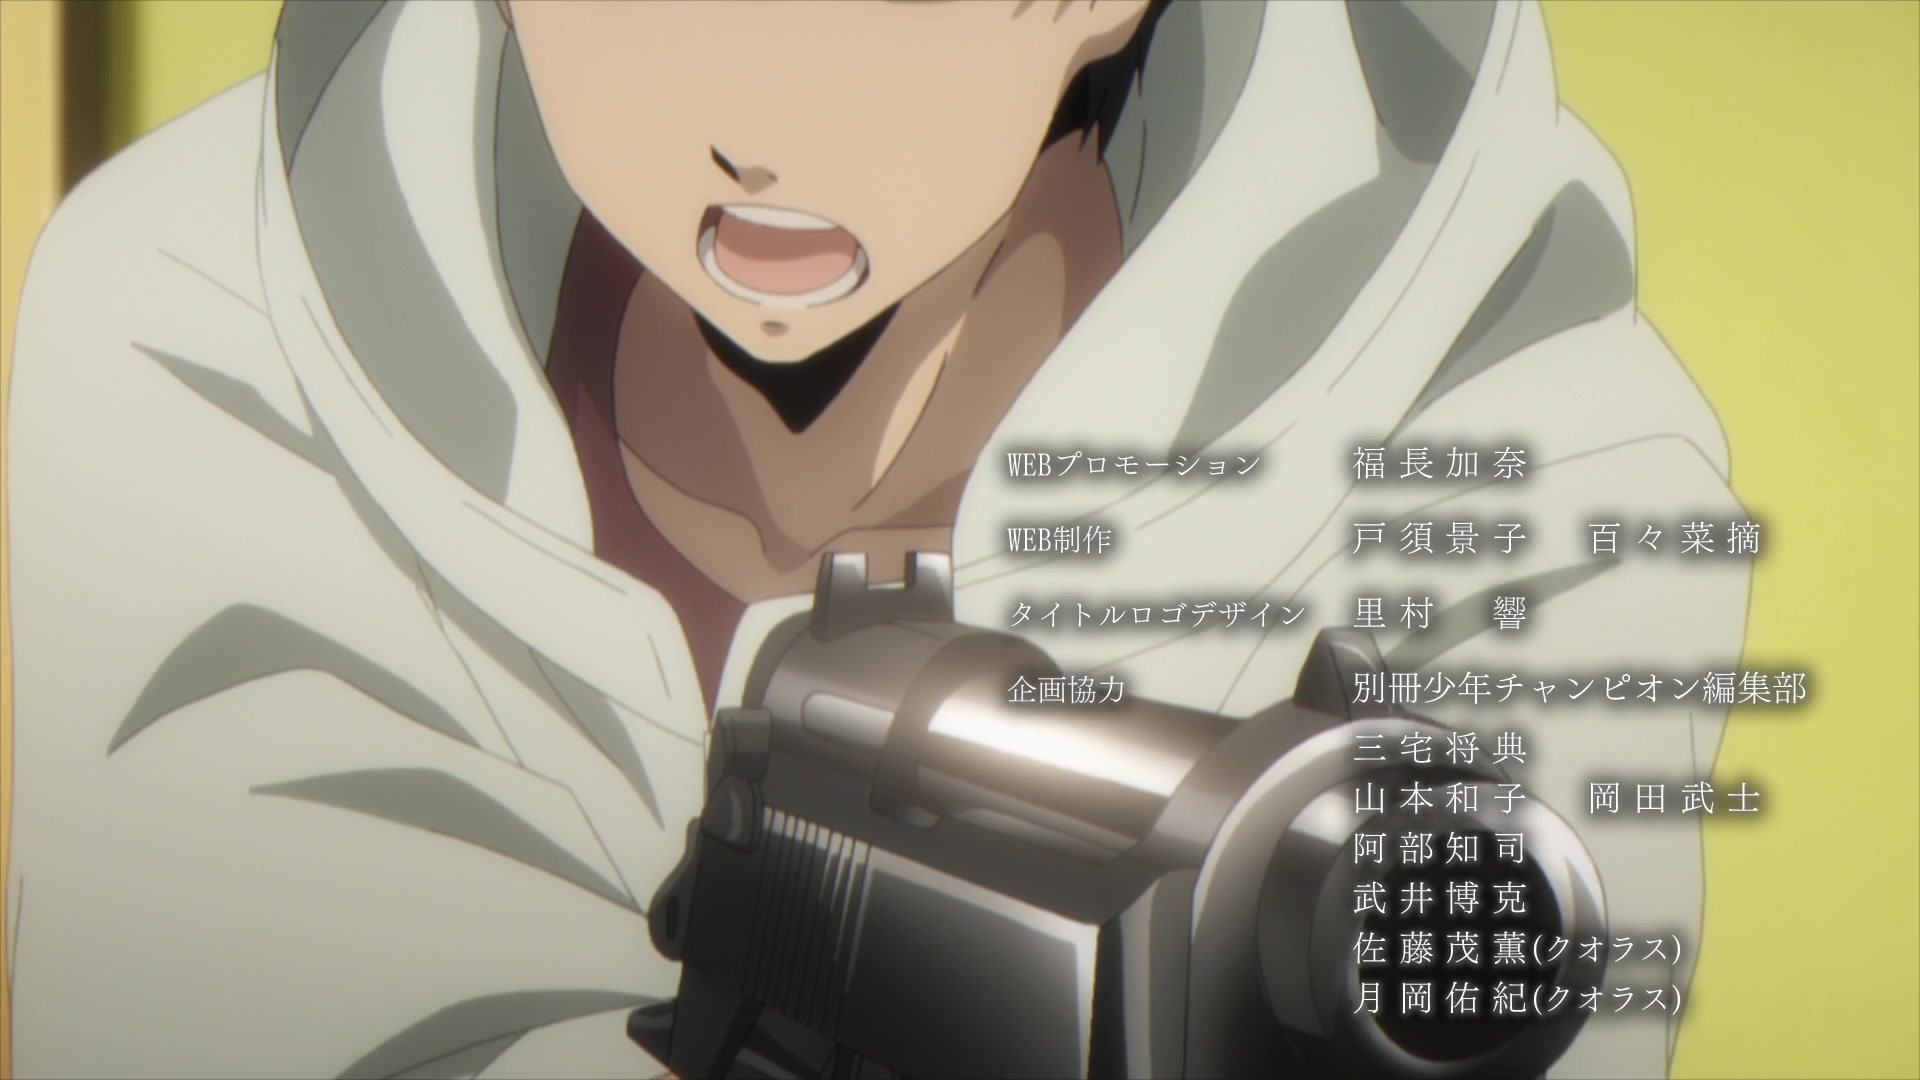 WEBプロモーション 福長加奈
WEB制作 戸須景子 百々菜摘
タイトルロゴデザイン 里村 響
企画協力 別冊少年チャンピオン編集部
三宅将典
山本和子 岡田武士
阿部知司
武井博克
佐藤茂薫(クオラス)
月岡佑紀(クオラス)